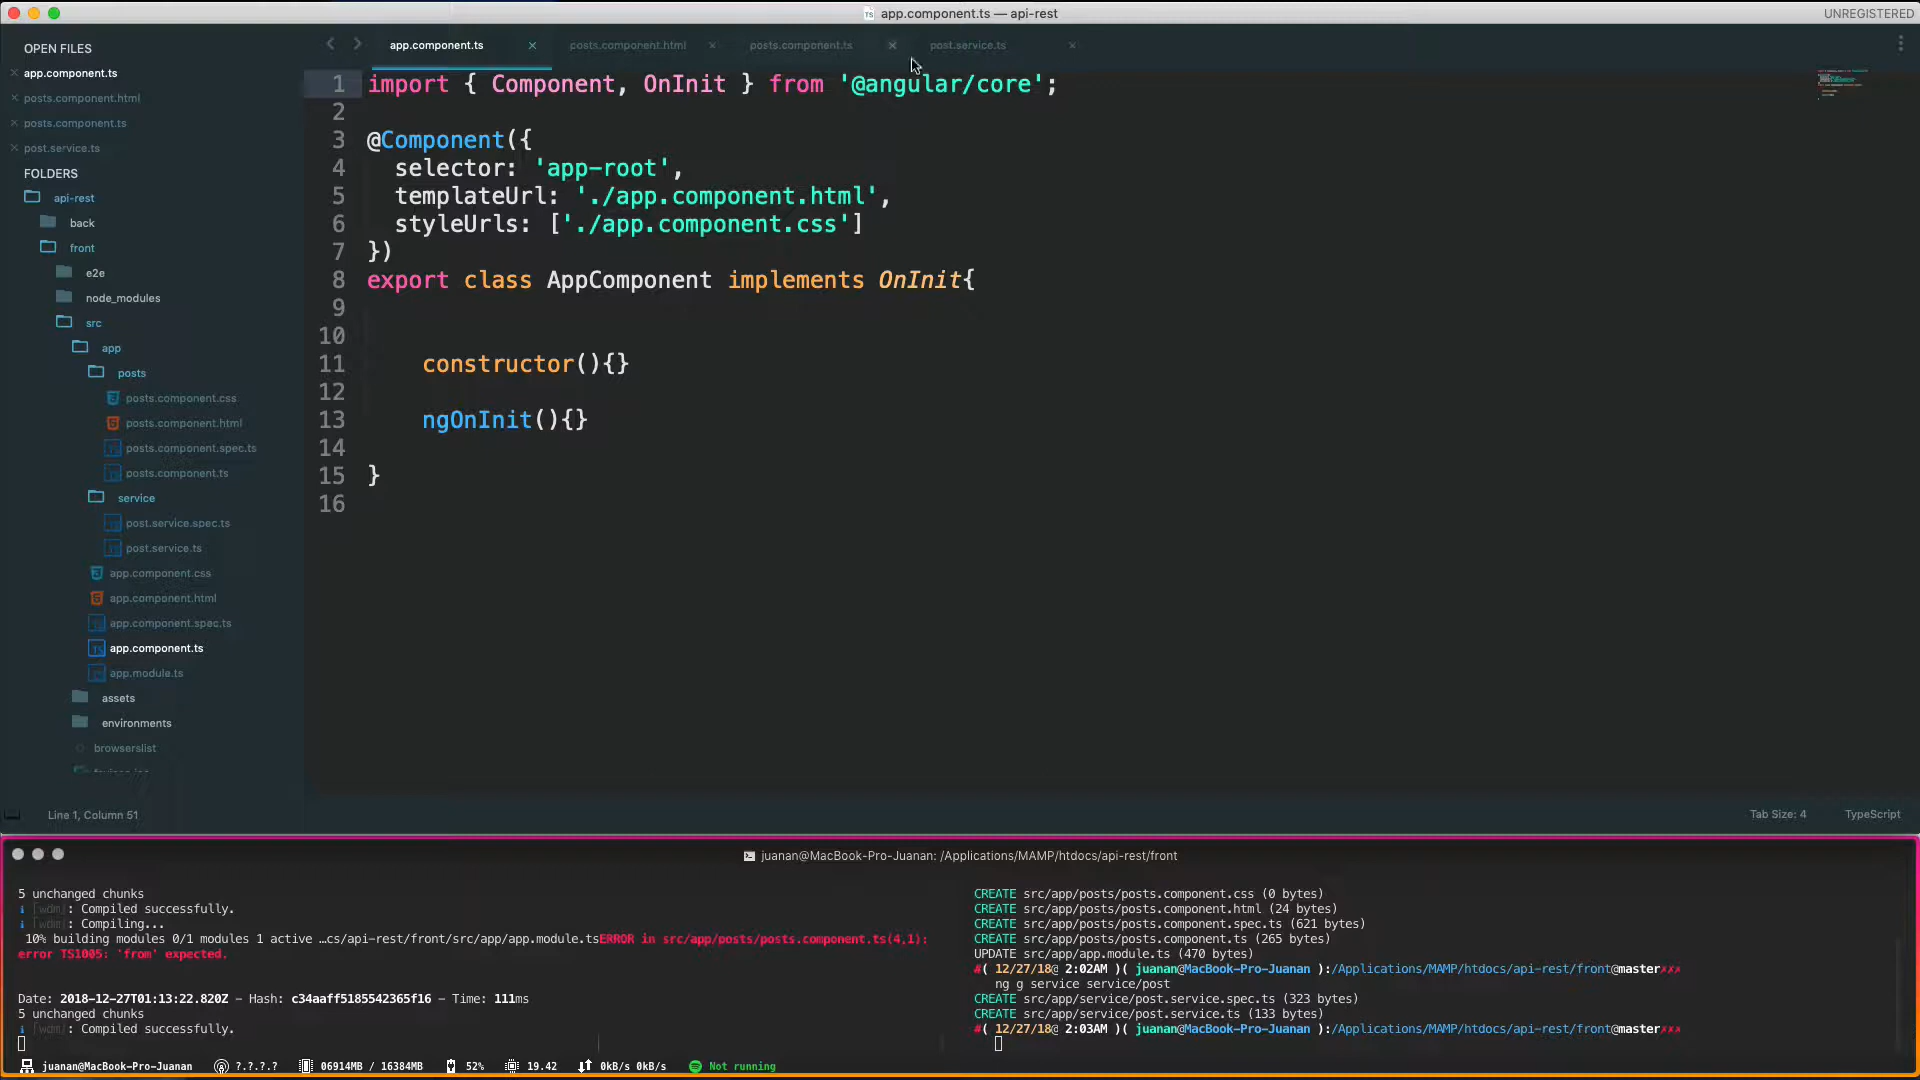 app.component.ts — api-rest
UNREGISTERED
OPEN FILES
app.component.ts
posts.component.html
posts.component.ts
post.service.ts
FOLDERS
api-rest
back
front
e2e
node_modules
src
app
posts
posts.component.css
posts.component.html
posts.component.spec.ts
posts.component.ts
service
post.service.spec.ts
post.service.ts
app.component.css
app.component.html
app.component.spec.ts
app.component.ts
app.module.ts
assets
environments
browserslist
app.component.ts posts.component.html posts.component.ts post.service.ts
1 import { Component, OnInit } from '@angular/core';
2
3 @Component({
4 selector: 'app-root',
5 templateUrl: './app.component.html',
6 styleUrls: ['./app.component.css']
7 })
8 export class AppComponent implements OnInit{
9
10
11 constructor(){}
12
13 ngOnInit(){}
14
15 }
16
Line 1, Column 51
Tab Size: 4 TypeScript
juanan@MacBook-Pro-Juanan: /Applications/MAMP/htdocs/api-rest/front
5 unchanged chunks
ℹ 「wdm」: Compiled successfully.
ℹ 「wdm」: Compiling...
10% building modules 0/1 modules 1 active …cs/api-rest/front/src/app/app.module.tsERROR in src/app/posts/posts.component.ts(4,1):
error TS1005: 'from' expected.
Date: 2018-12-27T01:13:22.820Z – Hash: c34aaff5185542365f16 – Time: 111ms
5 unchanged chunks
ℹ 「wdm」: Compiled successfully.
CREATE src/app/posts/posts.component.css (0 bytes)
CREATE src/app/posts/posts.component.html (24 bytes)
CREATE src/app/posts/posts.component.spec.ts (621 bytes)
CREATE src/app/posts/posts.component.ts (265 bytes)
UPDATE src/app/app.module.ts (470 bytes)
#( 12/27/18@ 2:02AM )( juanan@MacBook-Pro-Juanan ):/Applications/MAMP/htdocs/api-rest/front@master✗✗✗
ng g service service/post
CREATE src/app/service/post.service.spec.ts (323 bytes)
CREATE src/app/service/post.service.ts (133 bytes)
#( 12/27/18@ 2:03AM )( juanan@MacBook-Pro-Juanan ):/Applications/MAMP/htdocs/api-rest/front@master✗✗✗
juanan@MacBook-Pro-Juanan ?.?.?.? 06914MB / 16384MB 52% 19.42 0kB/s 0kB/s Not running